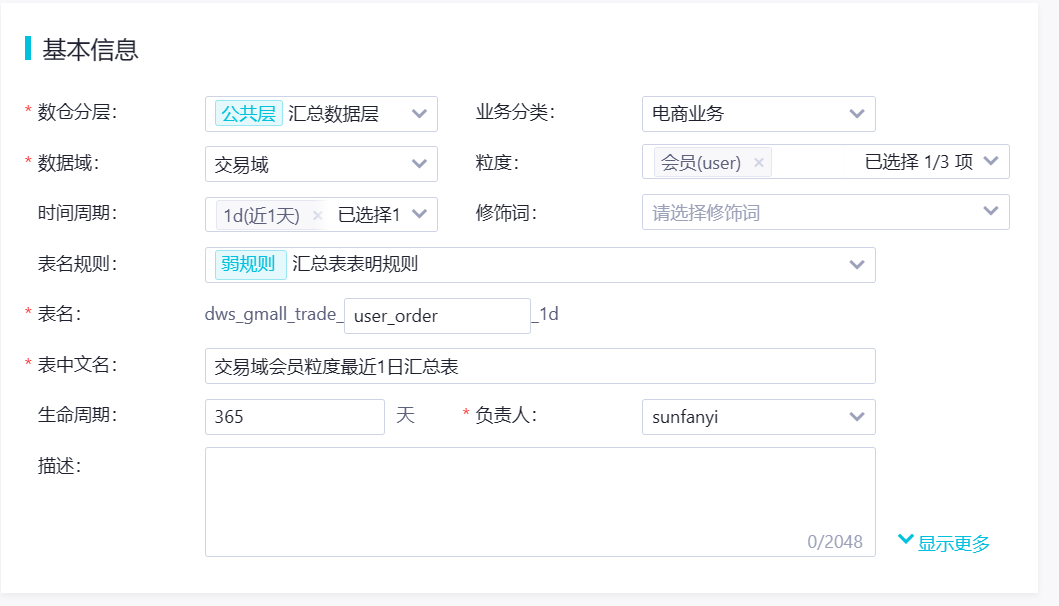 基本信息
* 数仓分层: 公共层 汇总数据层 业务分类: 电商业务
* 数据域: 交易域 粒度: 会员(user) × 已选择 1/3 项
时间周期: 1d(近1天) × 已选择1 修饰词: 请选择修饰词
表名规则: 弱规则 汇总表表明规则
* 表名: dws_gmall_trade_ user_order _1d
* 表中文名: 交易域会员粒度最近1日汇总表
生命周期: 365 天 * 负责人: sunfanyi
描述:
0/2048 显示更多